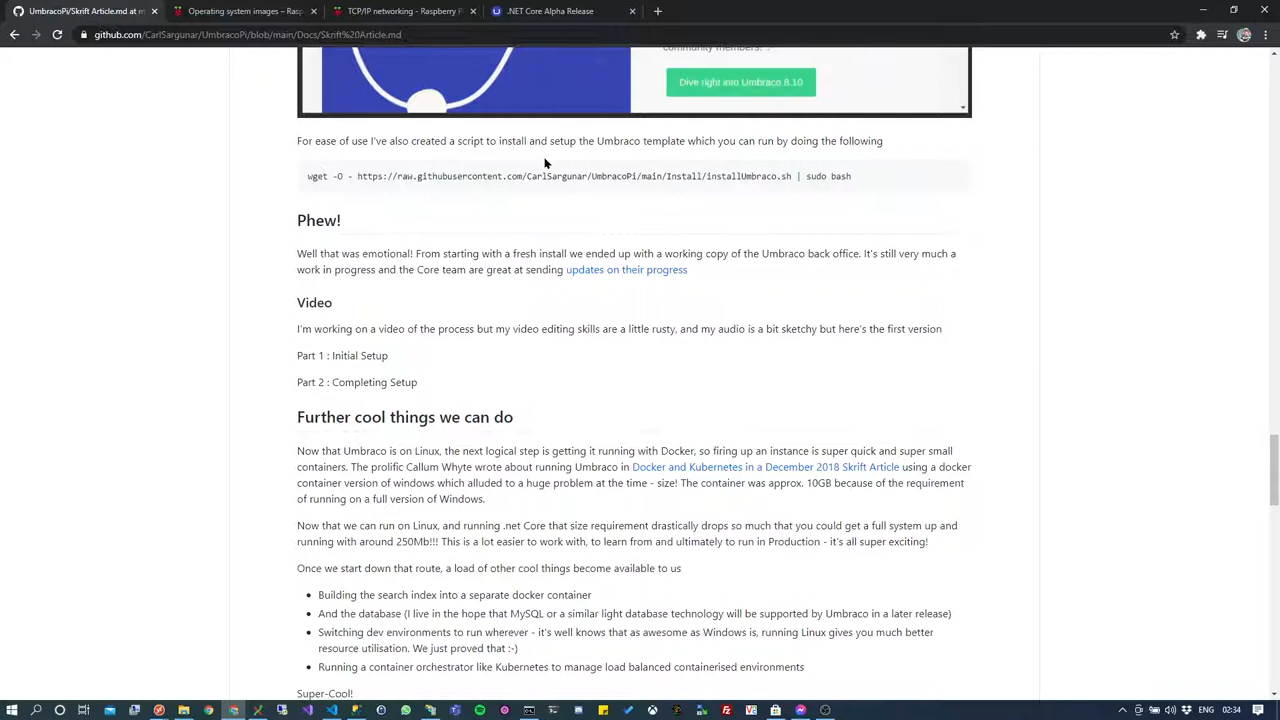 UmbracoPi/Skrift Article.md at m
Operating system images – Rasp
TCP/IP networking - Raspberry P
.NET Core Alpha Release
github.com/CarlSargunar/UmbracoPi/blob/main/Docs/Skrift%20Article.md
community members!
Dive right into Umbraco 8.10
For ease of use I've also created a script to install and setup the Umbraco template which you can run by doing the following
wget -O - https://raw.githubusercontent.com/CarlSargunar/UmbracoPi/main/Install/installUmbraco.sh | sudo bash
Phew!
Well that was emotional! From starting with a fresh install we ended up with a working copy of the Umbraco back office. It's still very much a
work in progress and the Core team are great at sending updates on their progress
Video
I'm working on a video of the process but my video editing skills are a little rusty, and my audio is a bit sketchy but here's the first version
Part 1 : Initial Setup
Part 2 : Completing Setup
Further cool things we can do
Now that Umbraco is on Linux, the next logical step is getting it running with Docker, so firing up an instance is super quick and super small
containers. The prolific Callum Whyte wrote about running Umbraco in Docker and Kubernetes in a December 2018 Skrift Article using a docker
container version of windows which alluded to a huge problem at the time - size! The container was approx. 10GB because of the requirement
of running on a full version of Windows.
Now that we can run on Linux, and running .net Core that size requirement drastically drops so much that you could get a full system up and
running with around 250Mb!!! This is a lot easier to work with, to learn from and ultimately to run in Production - it's all super exciting!
Once we start down that route, a load of other cool things become available to us
• Building the search index into a separate docker container
• And the database (I live in the hope that MySQL or a similar light database technology will be supported by Umbraco in a later release)
• Switching dev environments to run wherever - it's well knows that as awesome as Windows is, running Linux gives you much better
resource utilisation. We just proved that :-)
• Running a container orchestrator like Kubernetes to manage load balanced containerised environments
Super-Cool!
ENG
02:34